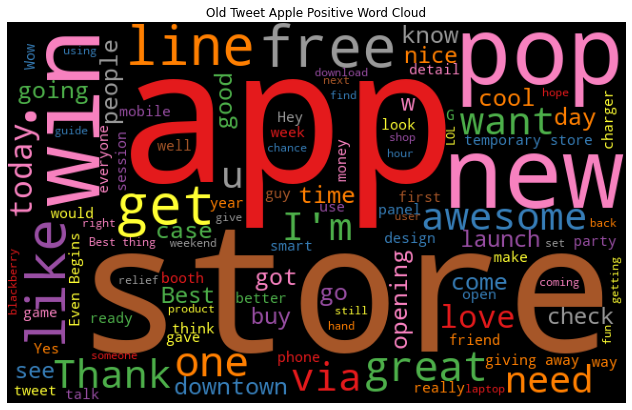 Old Tweet Apple Positive Word Cloud
Wow
using
people
line
free
know
nice
detail
pop
going
mobile
good
app
download
next
find
Hey
week
chance
w
look
shop
hour
cool
want
day
G
LOL
temporary store
hope
charger
guide
today.
win
everyone
session
well
u
money
new
would
get
year
guy
time
use
first
panel
user
awesome
back
right
case
give
I'm
design
launch
set
party
like
Best thing
weekend
smart
store
opening
make
blackberry
Even Begins
relief
booth
got
go
come
open
coming
fun
getting
game
ready
Best
product
better
buy
still
love
check
Yes
think
gave
hand
friend
someone
one
phone
great
giving away
way
see
Thank
downtown
via
really
laptop
need
tweet
talk